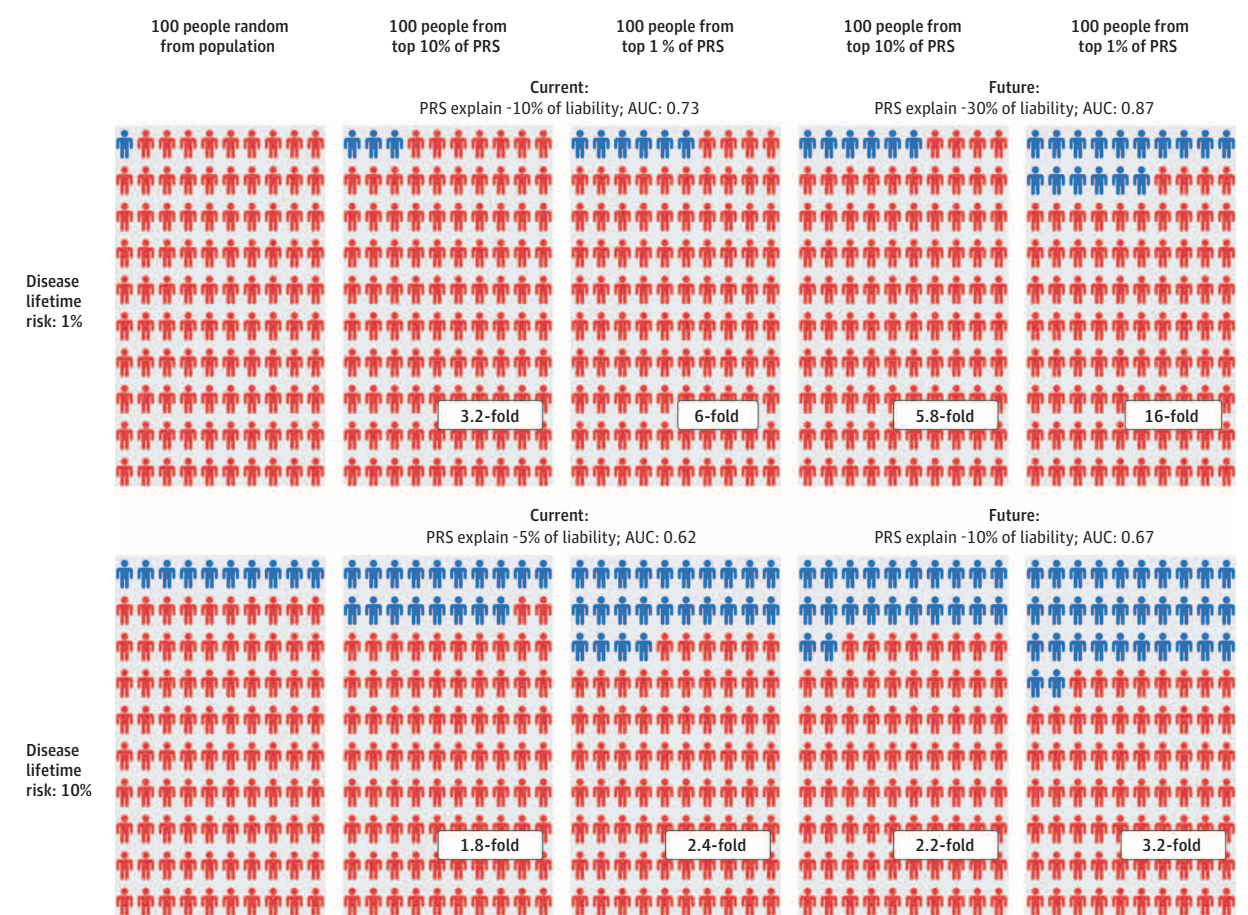 100 people random
from population
100 people from
top 10% of PRS
100 people from
top 1 % of PRS
100 people from
top 10% of PRS
100 people from
top 1% of PRS
Current:
PRS explain ~10% of liability; AUC: 0.73
Future:
PRS explain ~30% of liability; AUC: 0.87
Disease
lifetime
risk: 1%
3.2-fold
6-fold
5.8-fold
16-fold
Current:
PRS explain ~5% of liability; AUC: 0.62
Future:
PRS explain ~10% of liability; AUC: 0.67
Disease
lifetime
risk: 10%
1.8-fold
2.4-fold
2.2-fold
3.2-fold